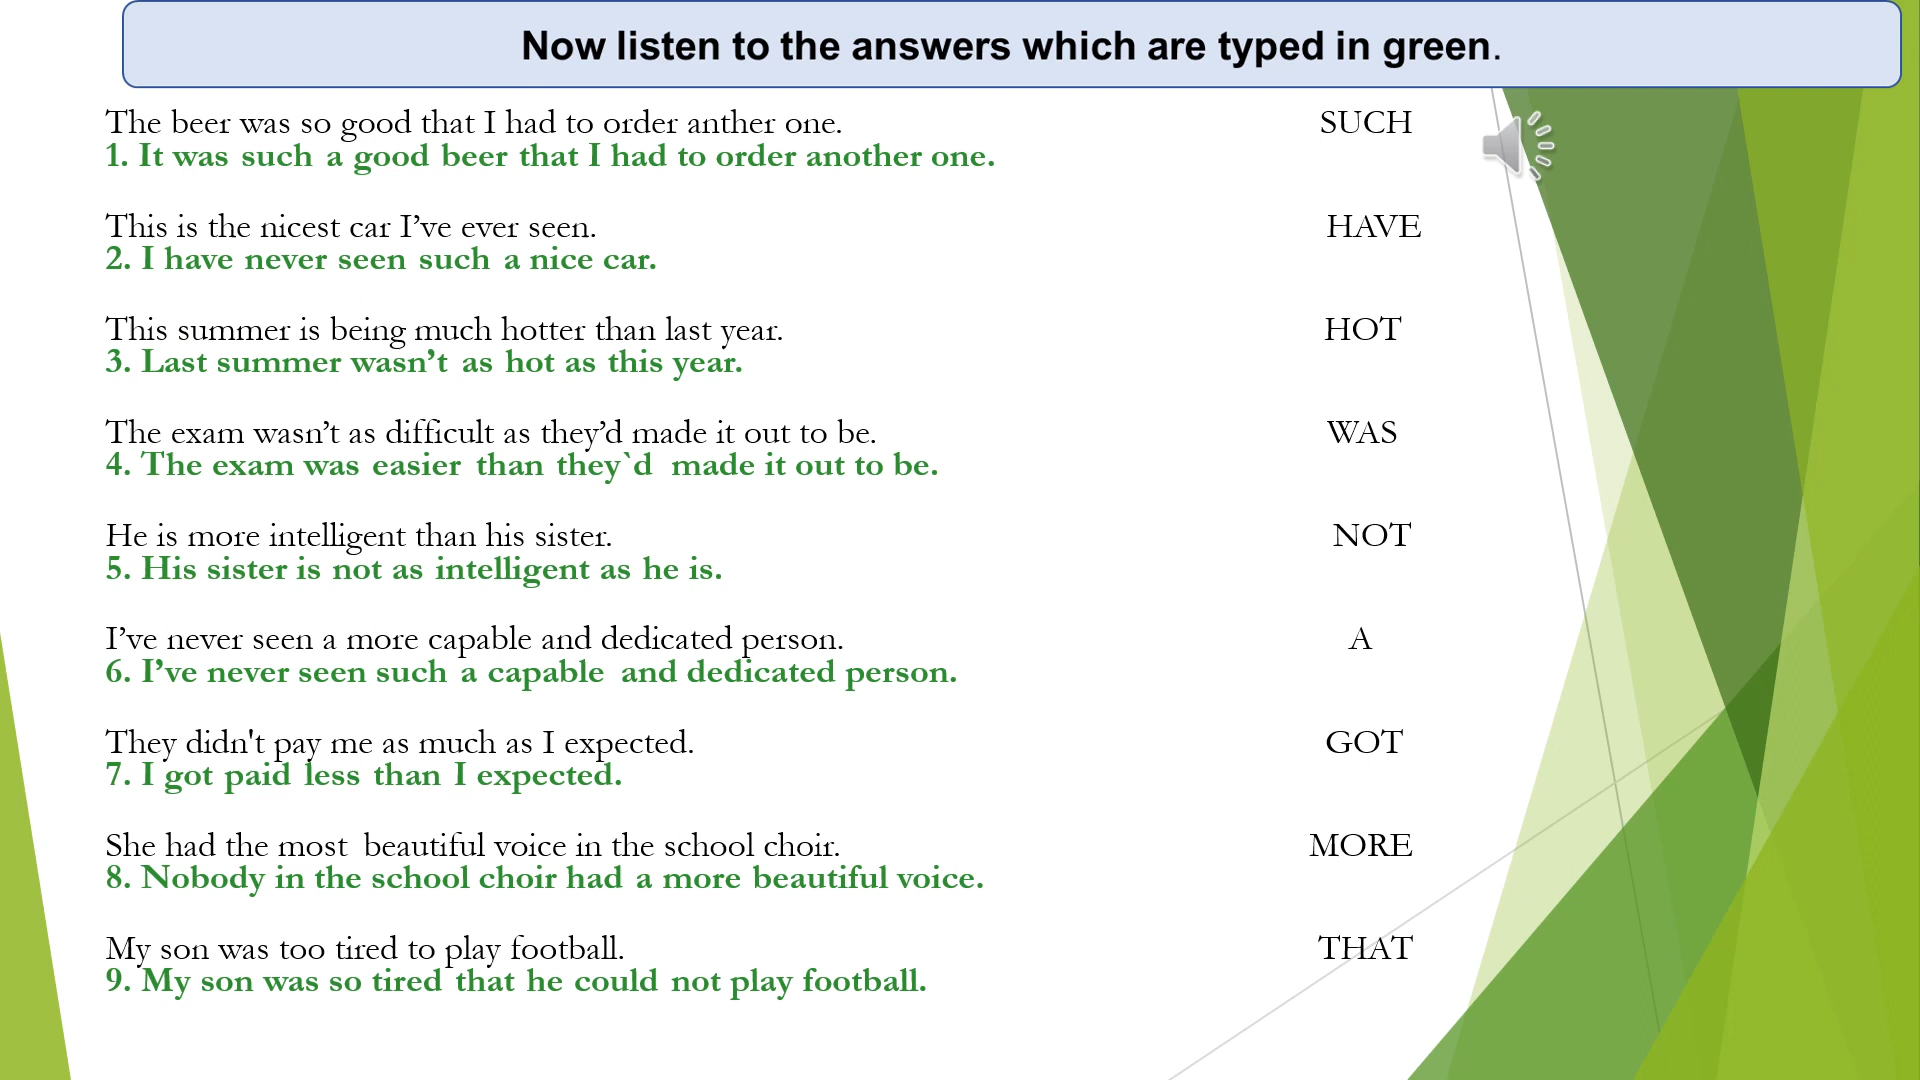 Now listen to the answers which are typed in green.
The beer was so good that I had to order anther one. SUCH
1. It was such a good beer that I had to order another one.
This is the nicest car I’ve ever seen. HAVE
2. I have never seen such a nice car.
This summer is being much hotter than last year. HOT
3. Last summer wasn’t as hot as this year.
The exam wasn’t as difficult as they’d made it out to be. WAS
4. The exam was easier than they`d made it out to be.
He is more intelligent than his sister. NOT
5. His sister is not as intelligent as he is.
I’ve never seen a more capable and dedicated person. A
6. I’ve never seen such a capable and dedicated person.
They didn't pay me as much as I expected. GOT
7. I got paid less than I expected.
She had the most beautiful voice in the school choir. MORE
8. Nobody in the school choir had a more beautiful voice.
My son was too tired to play football. THAT
9. My son was so tired that he could not play football.